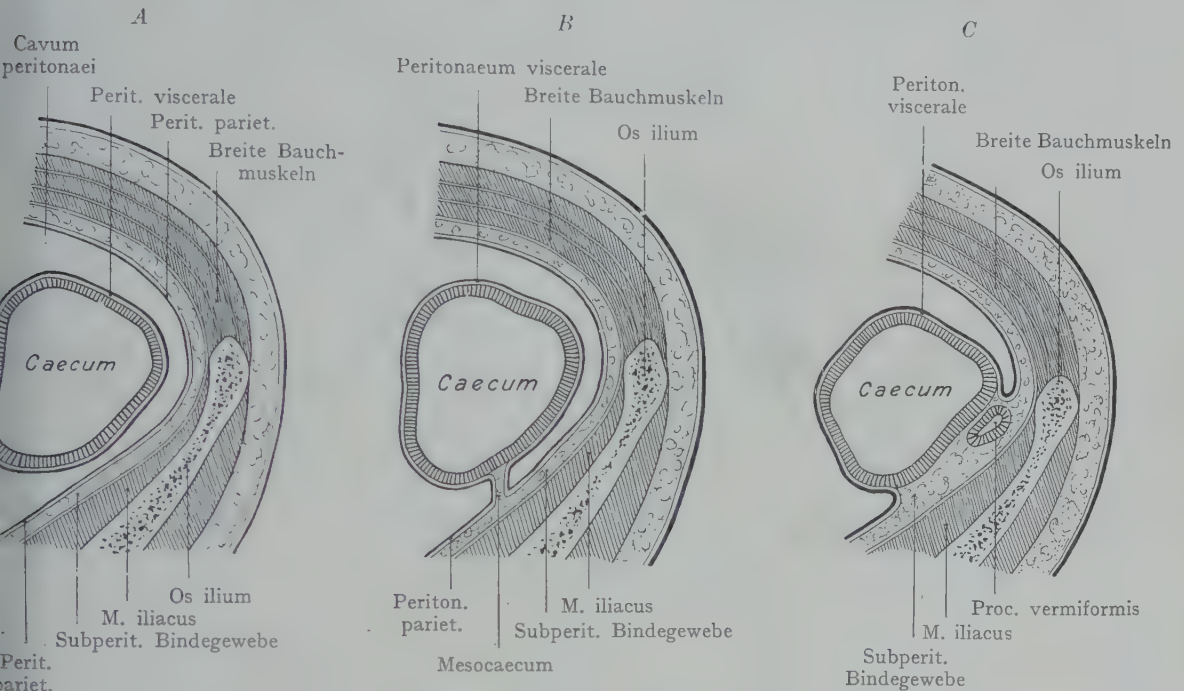 A
Cavum
peritonaei
Perit. viscerale
Perit. pariet.
Breite Bauch-
muskeln
Caecum
Os ilium
M. iliacus
Subperit. Bindegewebe
Perit.
pariet.
B
Peritonaeum viscerale
Breite Bauchmuskeln
Os ilium
Caecum
Periton.
pariet.
M. iliacus
Subperit. Bindegewebe
Mesocaecum
C
Periton.
viscerale
Breite Bauchmuskeln
Os ilium
Caecum
Proc. vermiformis
M. iliacus
Subperit.
Bindegewebe